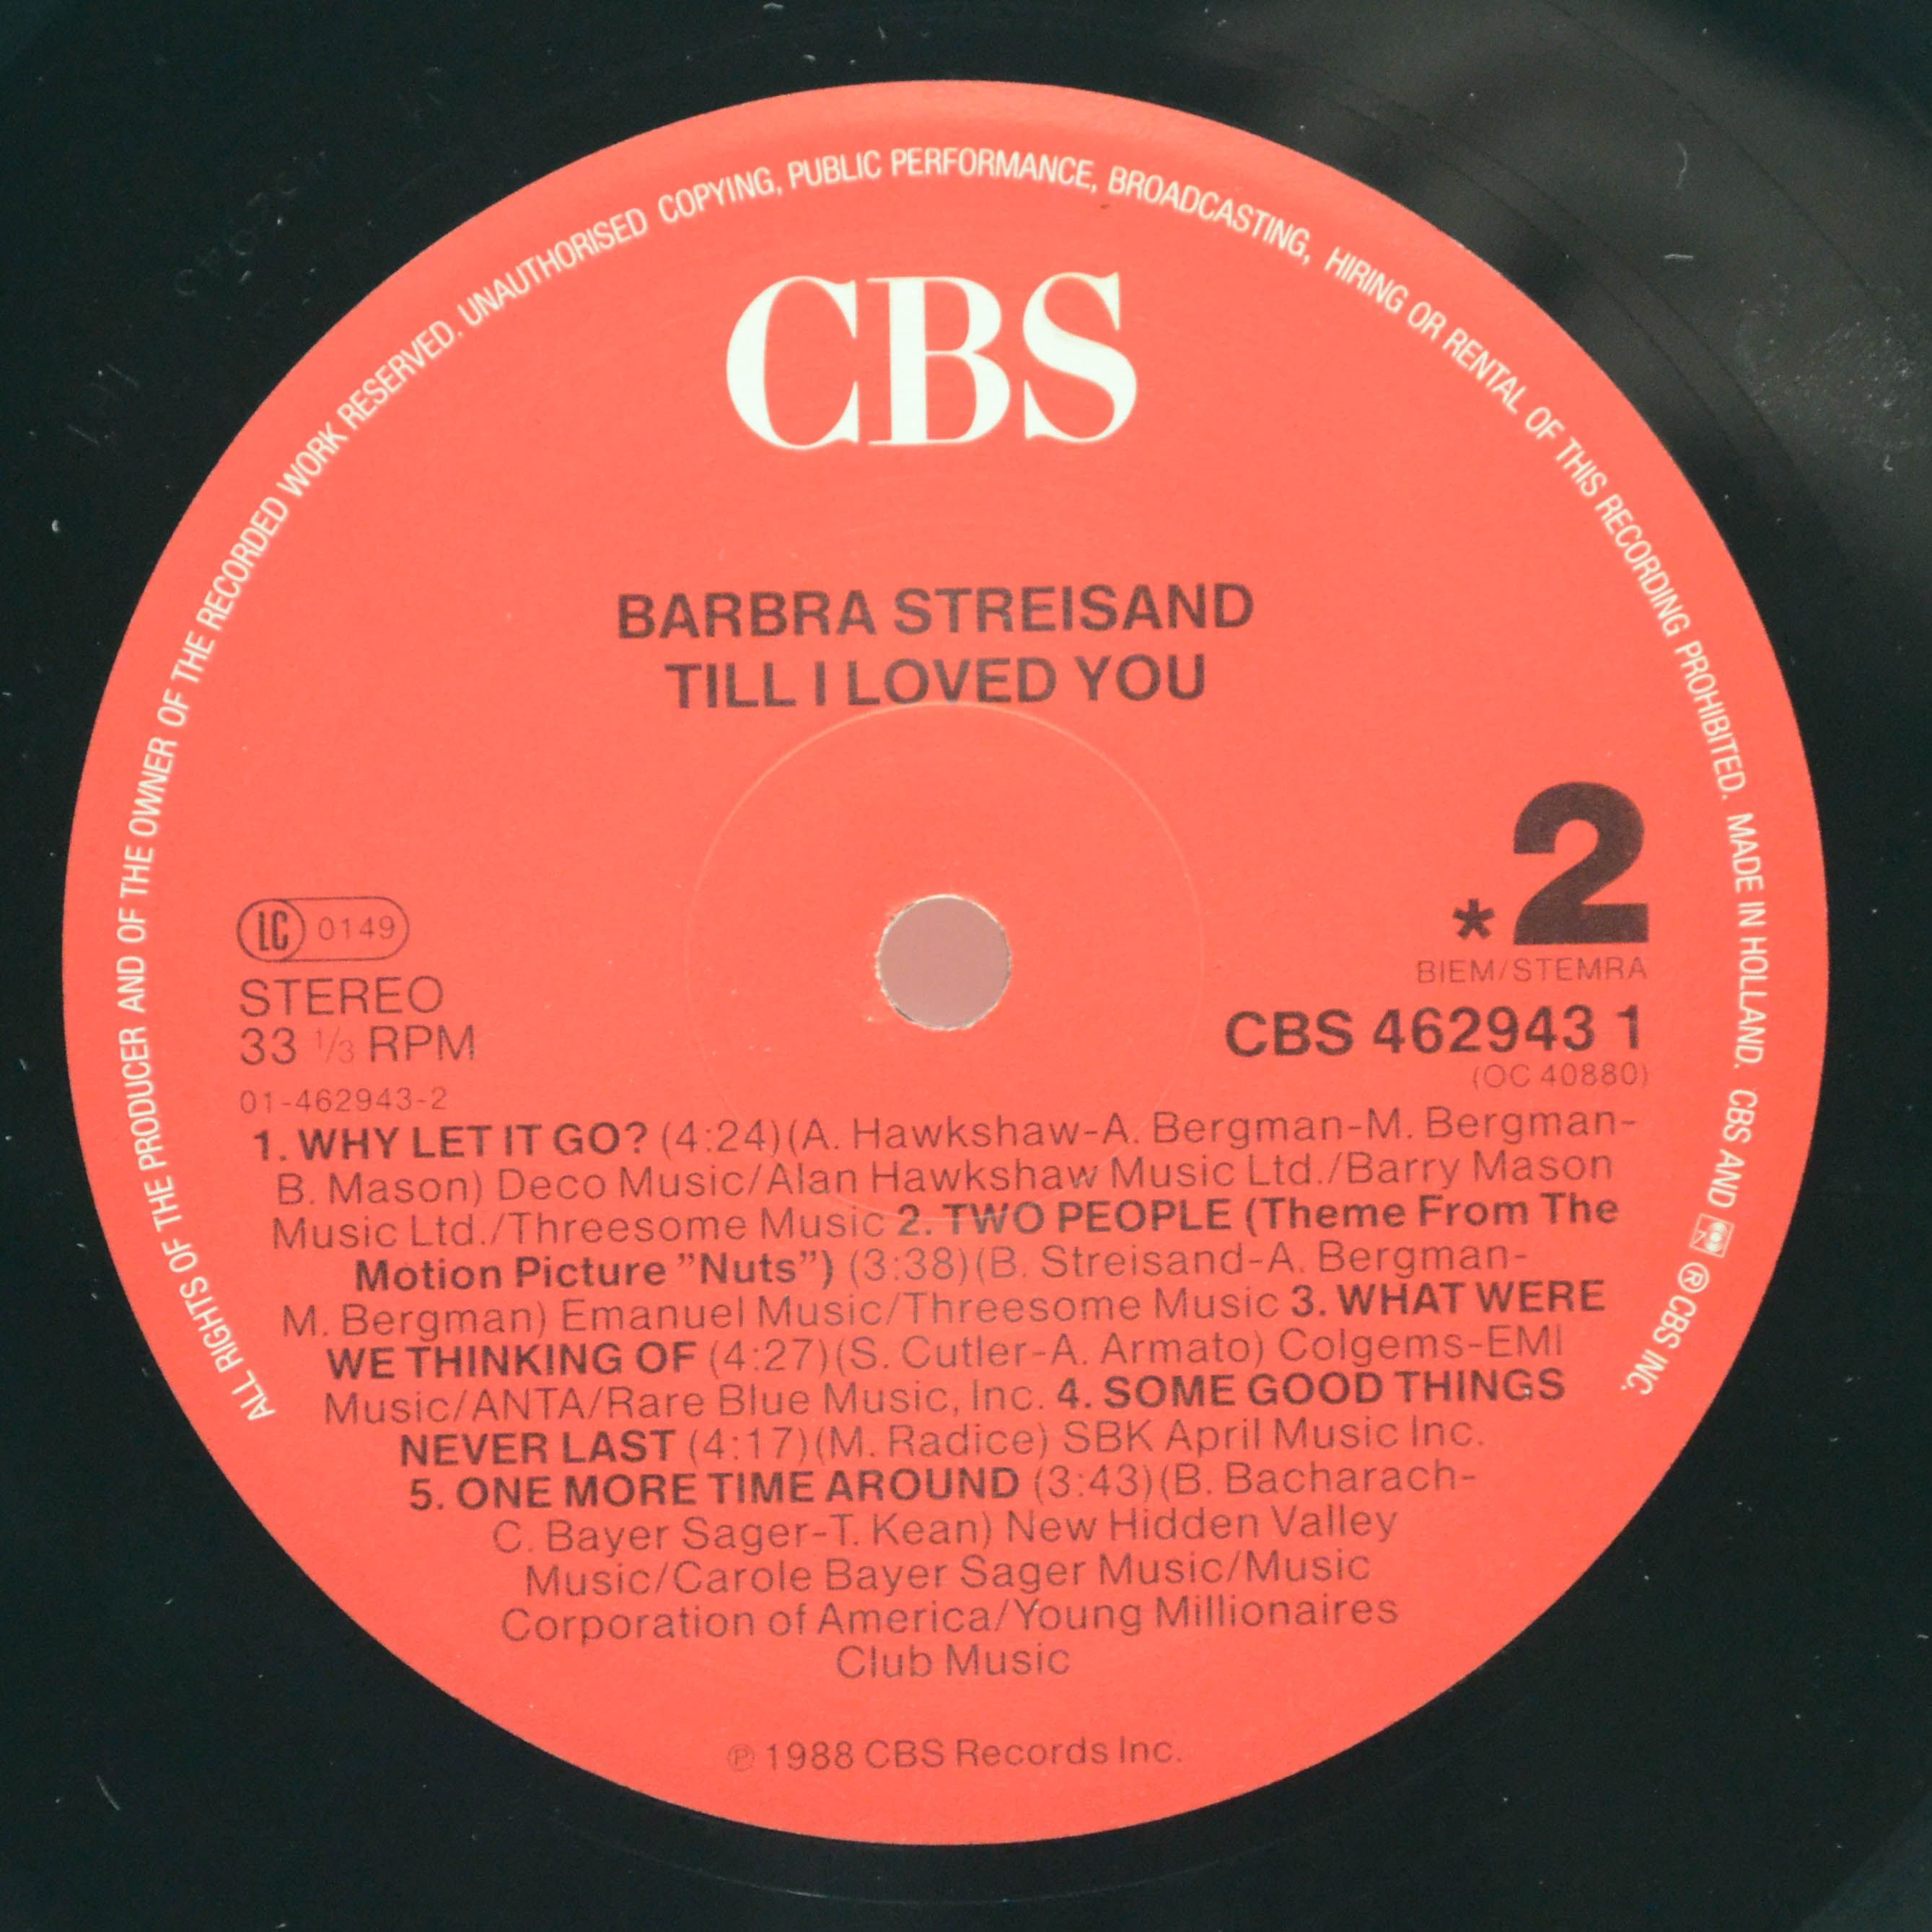 ALL RIGHTS OF THE PRODUCER AND OF THE OWNER OF THE RECORDED WORK RESERVED. UNAUTHORISED COPYING, PUBLIC PERFORMANCE, BROADCASTING, HIRING OR RENTAL OF THIS RECORDING PROHIBITED. MADE IN HOLLAND. CBS AND ® CBS INC.
CBS
BARBRA STREISAND
TILL I LOVED YOU
*2
LC 0149
BIEM/STEMRA
STEREO
CBS 462943 1
33 1/3 RPM
(OC 40880)
01-462943-2
1. WHY LET IT GO? (4:24)(A. Hawkshaw-A. Bergman-M. Bergman-
B. Mason) Deco Music/Alan Hawkshaw Music Ltd./Barry Mason
Music Ltd./Threesome Music 2. TWO PEOPLE (Theme From The
Motion Picture ”Nuts”) (3:38)(B. Streisand-A. Bergman-
M. Bergman) Emanuel Music/Threesome Music 3. WHAT WERE
WE THINKING OF (4:27)(S. Cutler-A. Armato) Colgems-EMI
Music/ANTA/Rare Blue Music, Inc. 4. SOME GOOD THINGS
NEVER LAST (4:17)(M. Radice) SBK April Music Inc.
5. ONE MORE TIME AROUND (3:43)(B. Bacharach-
C. Bayer Sager-T. Kean) New Hidden Valley
Music/Carole Bayer Sager Music/Music
Corporation of America/Young Millionaires
Club Music
℗ 1988 CBS Records Inc.